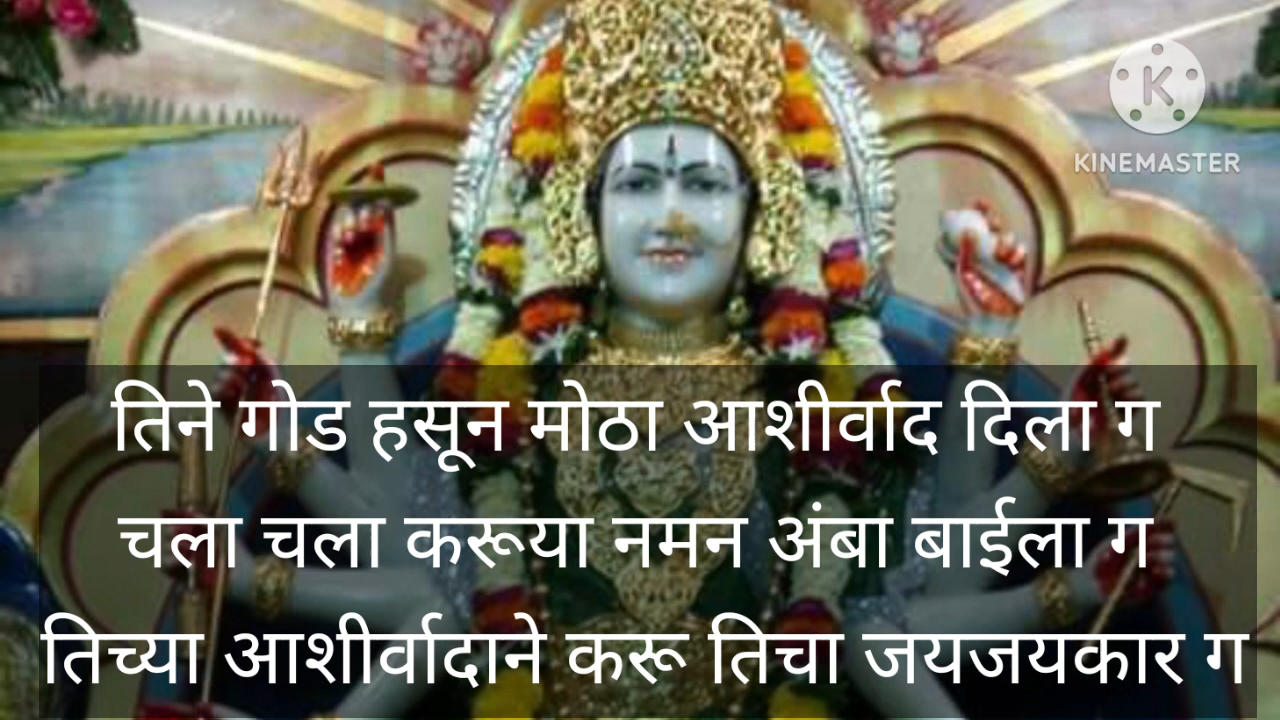 KINEMASTER
तिने गोड हसून मोठा आशीर्वाद दिला ग
चला चला करूया नमन अंबा बाईला ग
तिच्या आशीर्वादाने करू तिचा जयजयकार ग